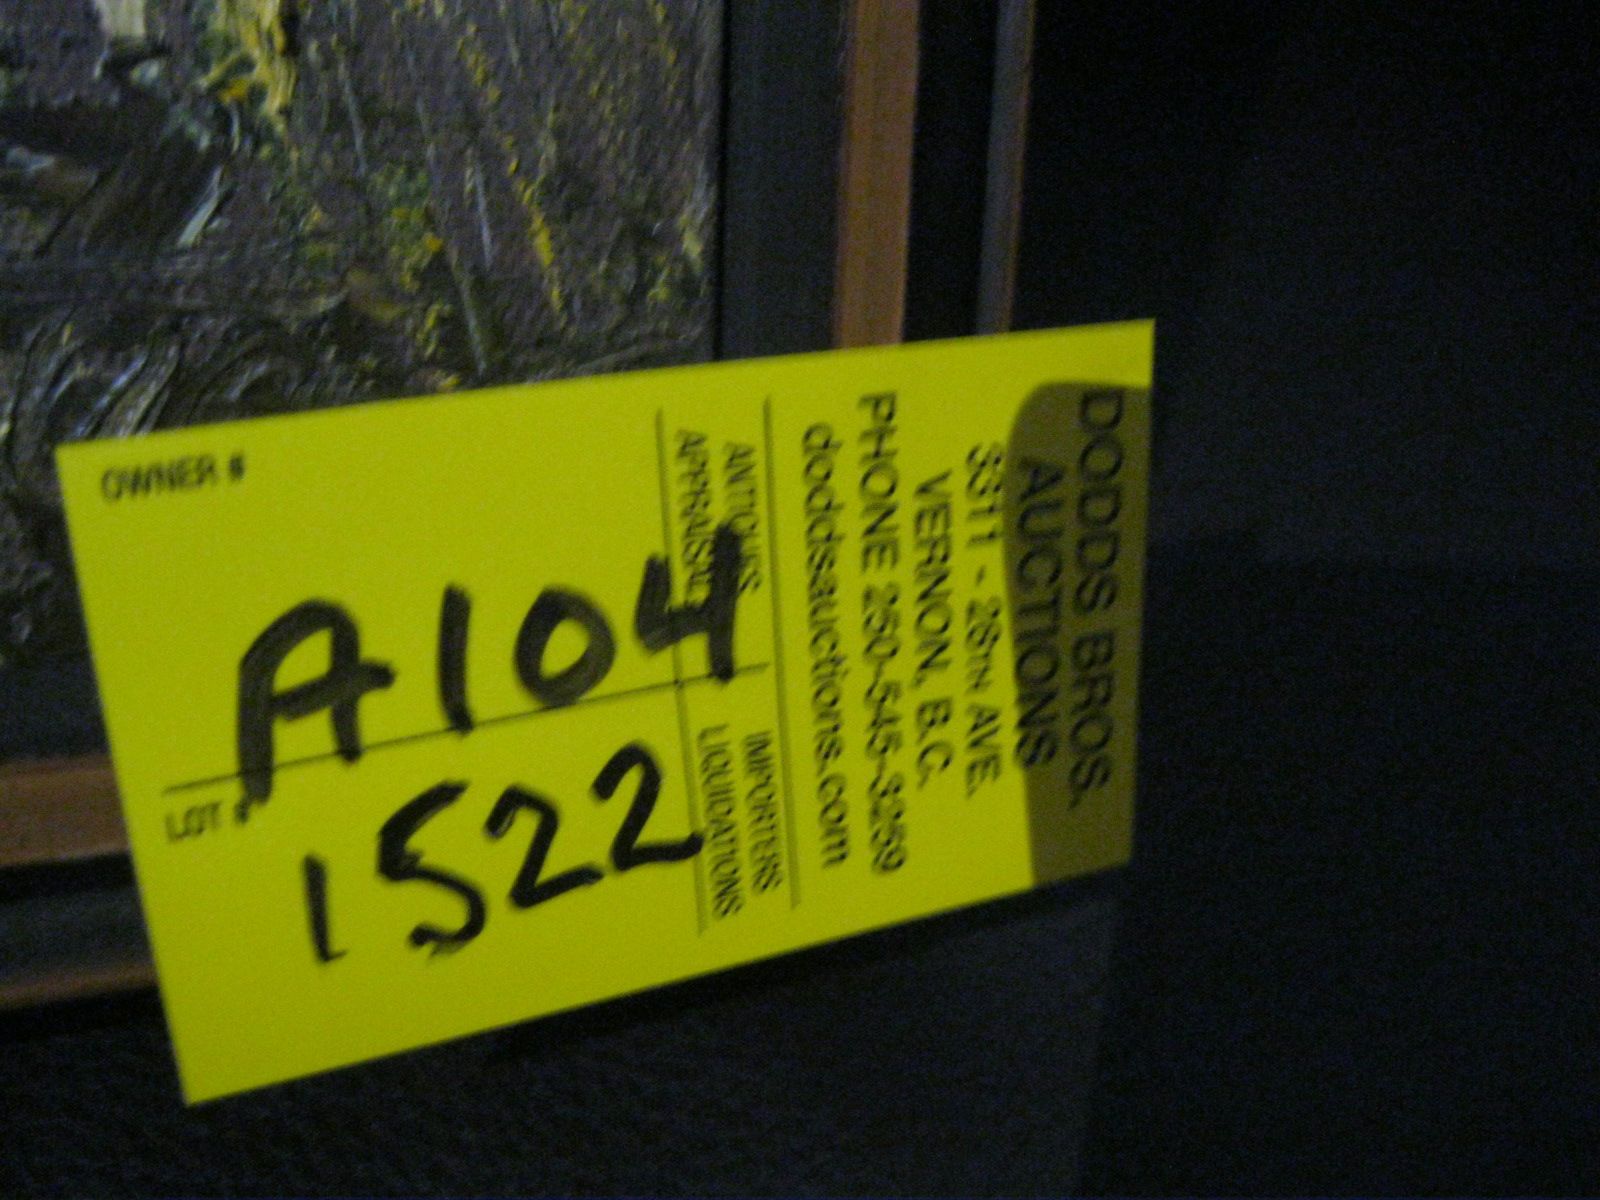 DODDS BROS.
AUCTIONS
3311 - 28TH AVE.
VERNON, B.C.
PHONE 250-545-3259
doddsauctions.com
ANTIQUES
APPRAISALS
IMPORTERS
LIQUIDATIONS
OWNER #
A104
LOT #
1522